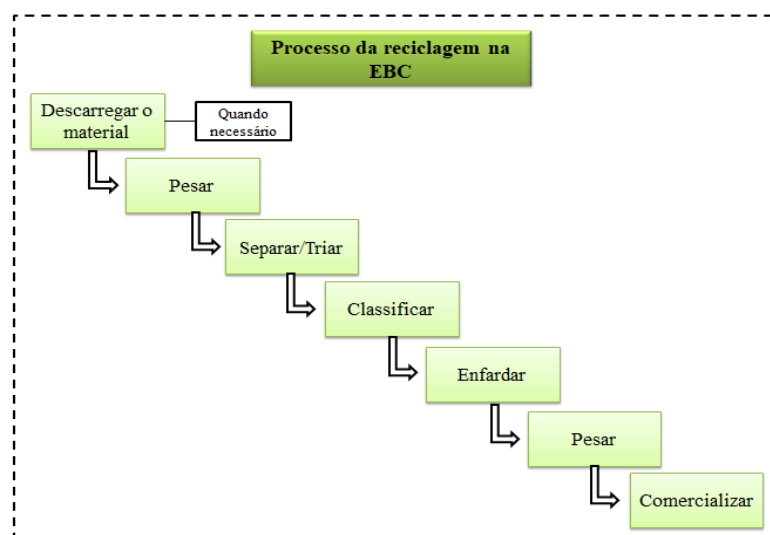 Processo da reciclagem na
EBC
Descarregar o
material
Quando
necessário
Pesar
Separar/Triar
Classificar
Enfardar
Pesar
Comercializar